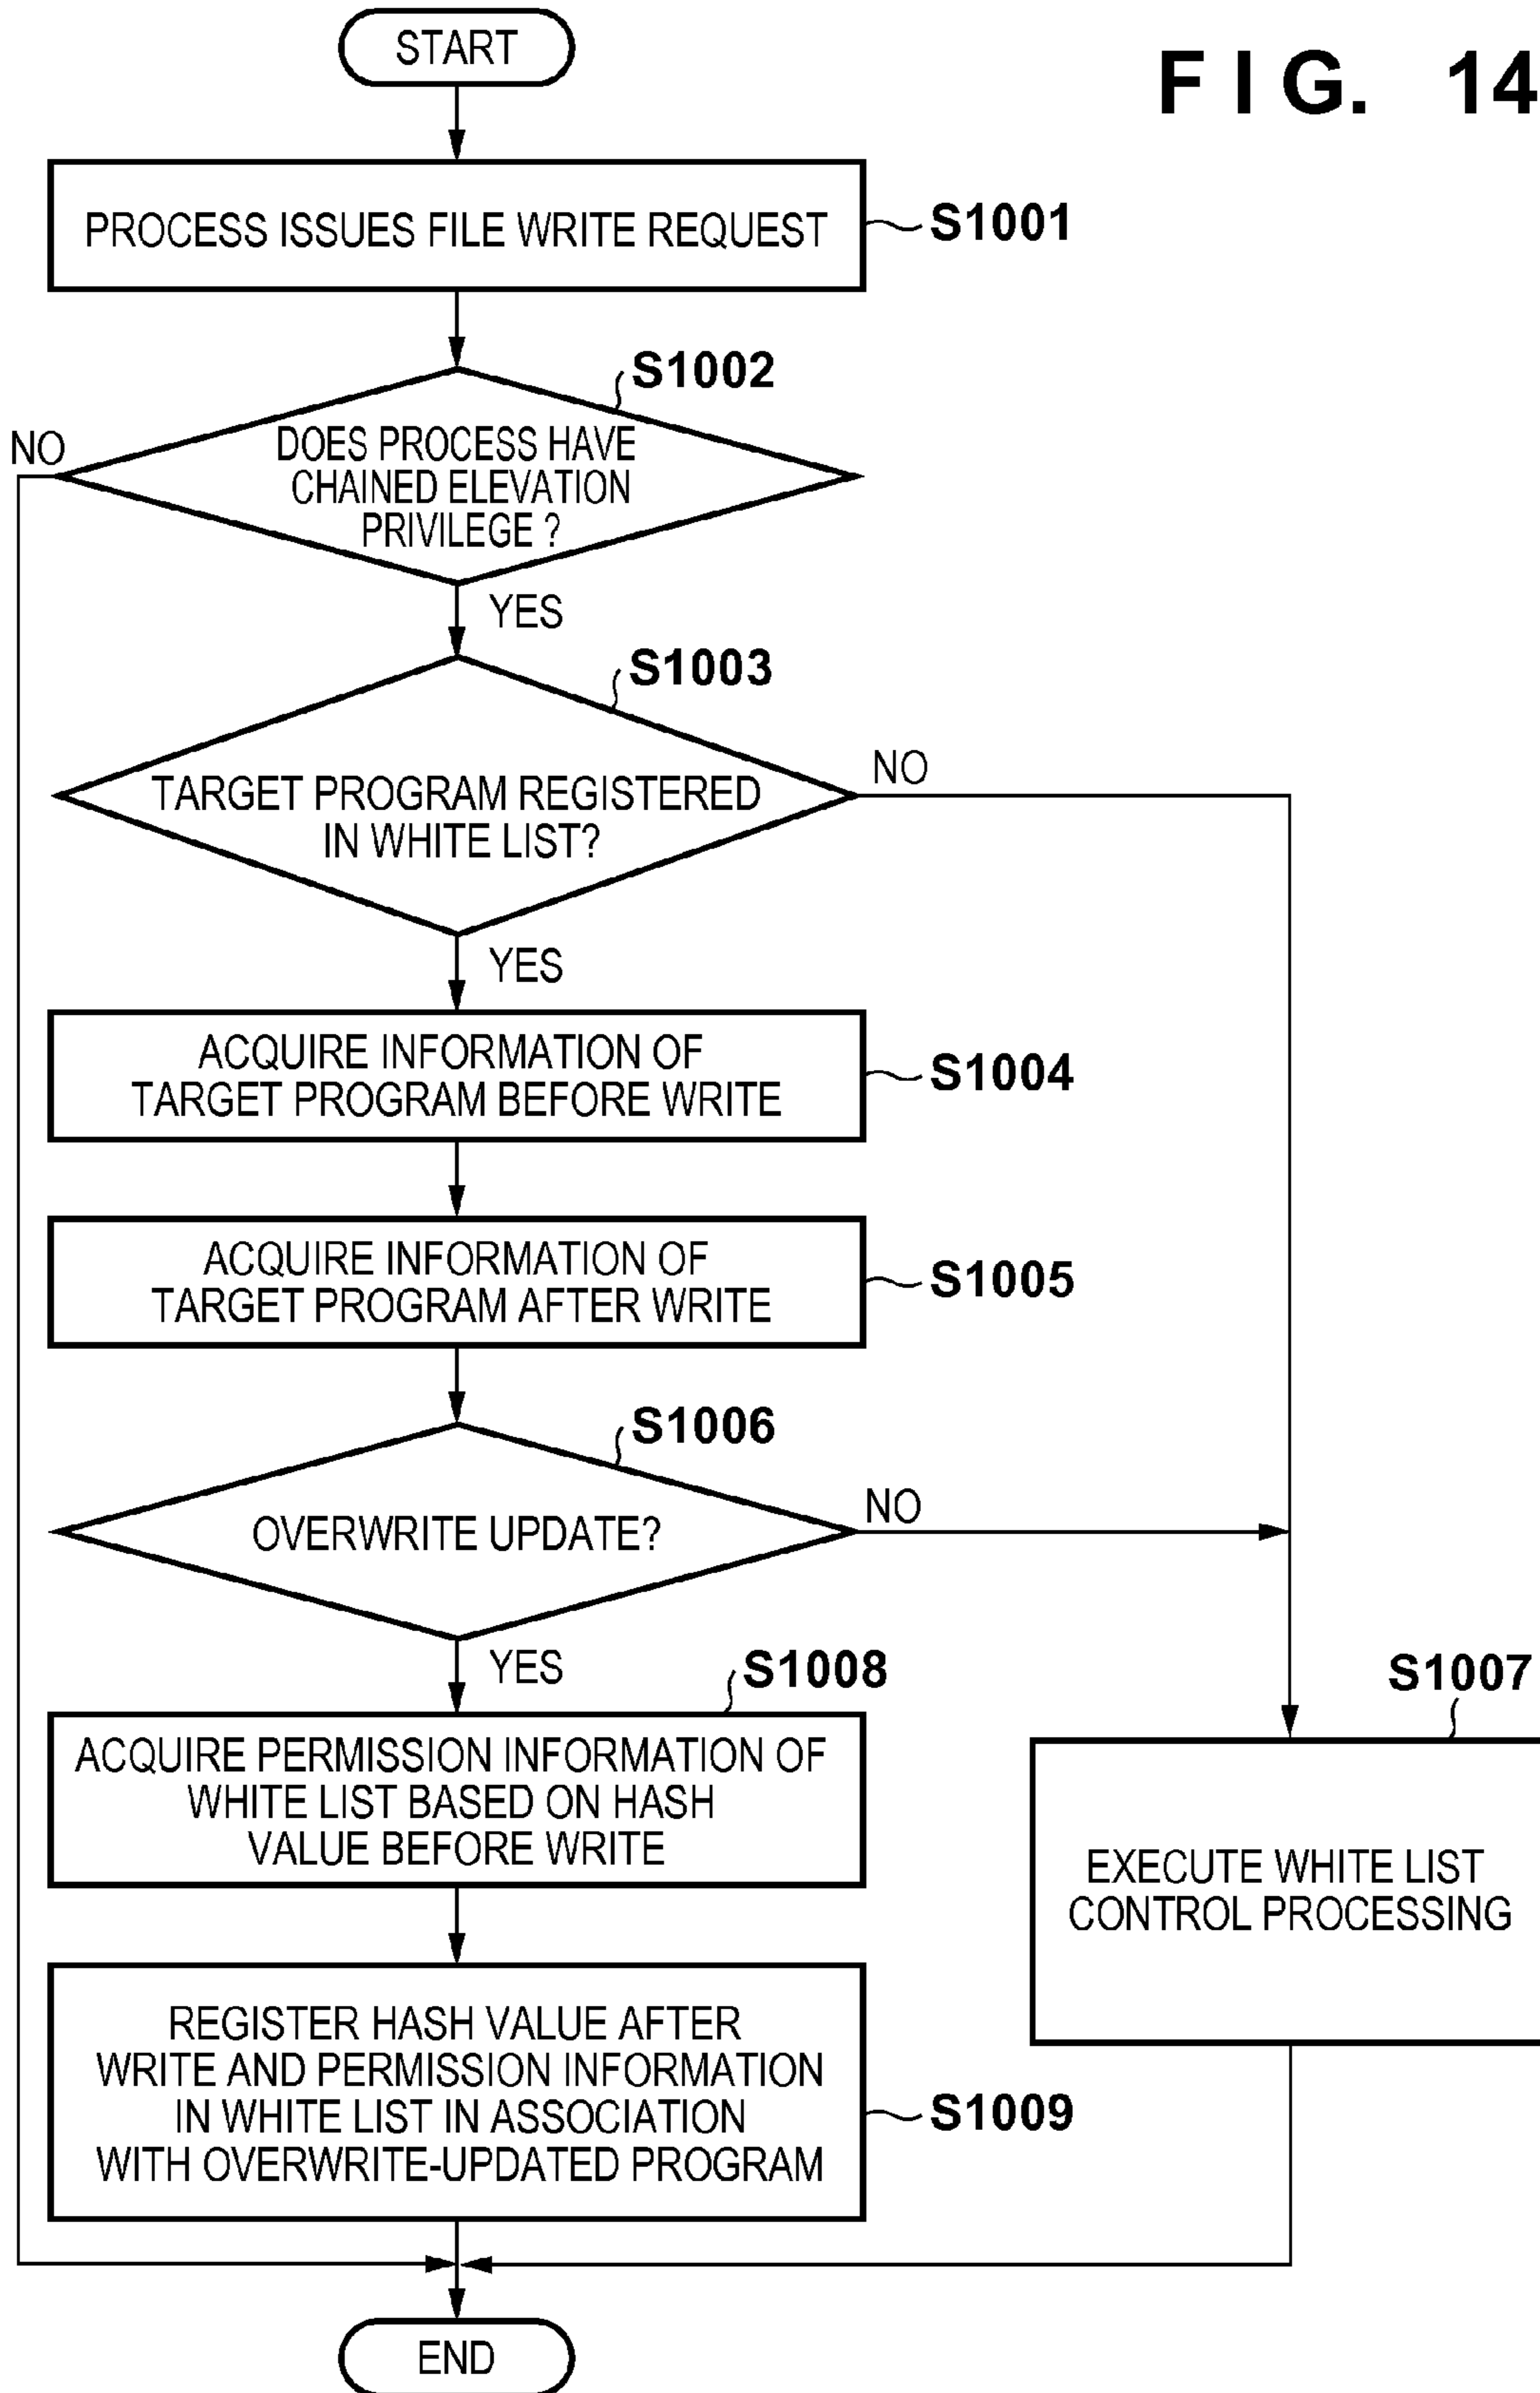 START
F I G. 14
PROCESS ISSUES FILE WRITE REQUEST
S1001
S1002
NO
DOES PROCESS HAVE
CHAINED ELEVATION
PRIVILEGE ?
YES
S1003
NO
TARGET PROGRAM REGISTERED
IN WHITE LIST?
YES
ACQUIRE INFORMATION OF
TARGET PROGRAM BEFORE WRITE
S1004
ACQUIRE INFORMATION OF
TARGET PROGRAM AFTER WRITE
S1005
S1006
NO
OVERWRITE UPDATE?
YES
S1008
S1007
ACQUIRE PERMISSION INFORMATION OF
WHITE LIST BASED ON HASH
VALUE BEFORE WRITE
EXECUTE WHITE LIST
CONTROL PROCESSING
REGISTER HASH VALUE AFTER
WRITE AND PERMISSION INFORMATION
IN WHITE LIST IN ASSOCIATION
WITH OVERWRITE-UPDATED PROGRAM
S1009
END